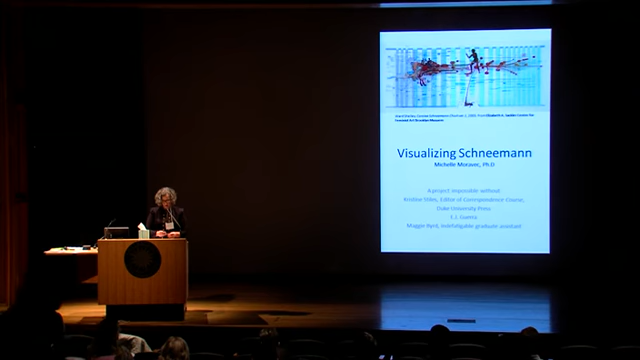 Visualizing Schneemann
Michelle Moravec, Ph.D
A project impossible without:
Kristine Stiles, Editor of Correspondence Course,
Duke University Press
E.J. Guerra
Maggie Byrd, indefatigable graduate assistant